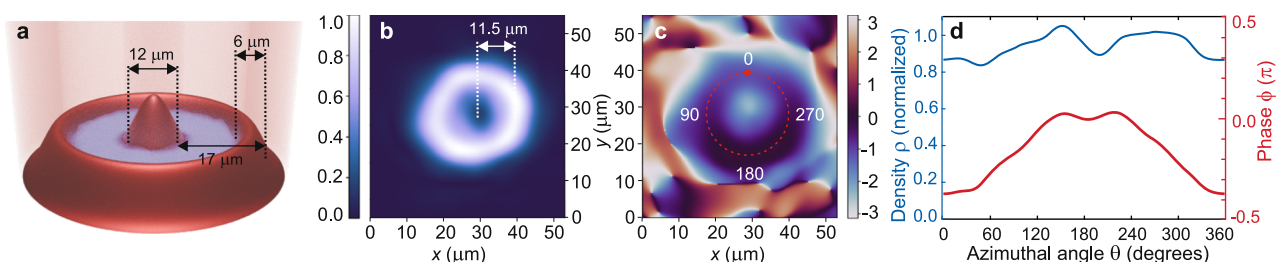 a
12 µm
6 µm
17 µm
1.0
0.8
0.6
0.4
0.2
0.0
b
11.5 µm
50
40
30
20
10
0
y (µm)
0 10 20 30 40 50
x (µm)
c
0
90
270
180
50
40
30
20
10
0
0 10 20 30 40 50
x (µm)
3
2
1
0
-1
-2
-3
d
Density ρ (normalized)
1.0
0.8
0.6
0.4
0.2
0.0
0 60 120 180 240 300 360
Azimuthal angle θ (degrees)
0.5
0.0
-0.5
Phase ϕ (π)